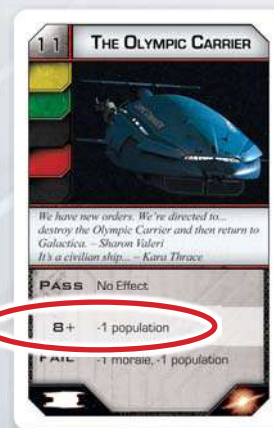 11 THE OLYMPIC CARRIER
We have new orders. We're directed to...
destroy the Olympic Carrier and then return to
Galactica. – Sharon Valeri
It's a civilian ship... – Kara Thrace
PASS No Effect
8+ -1 population
FAIL -1 morale, -1 population